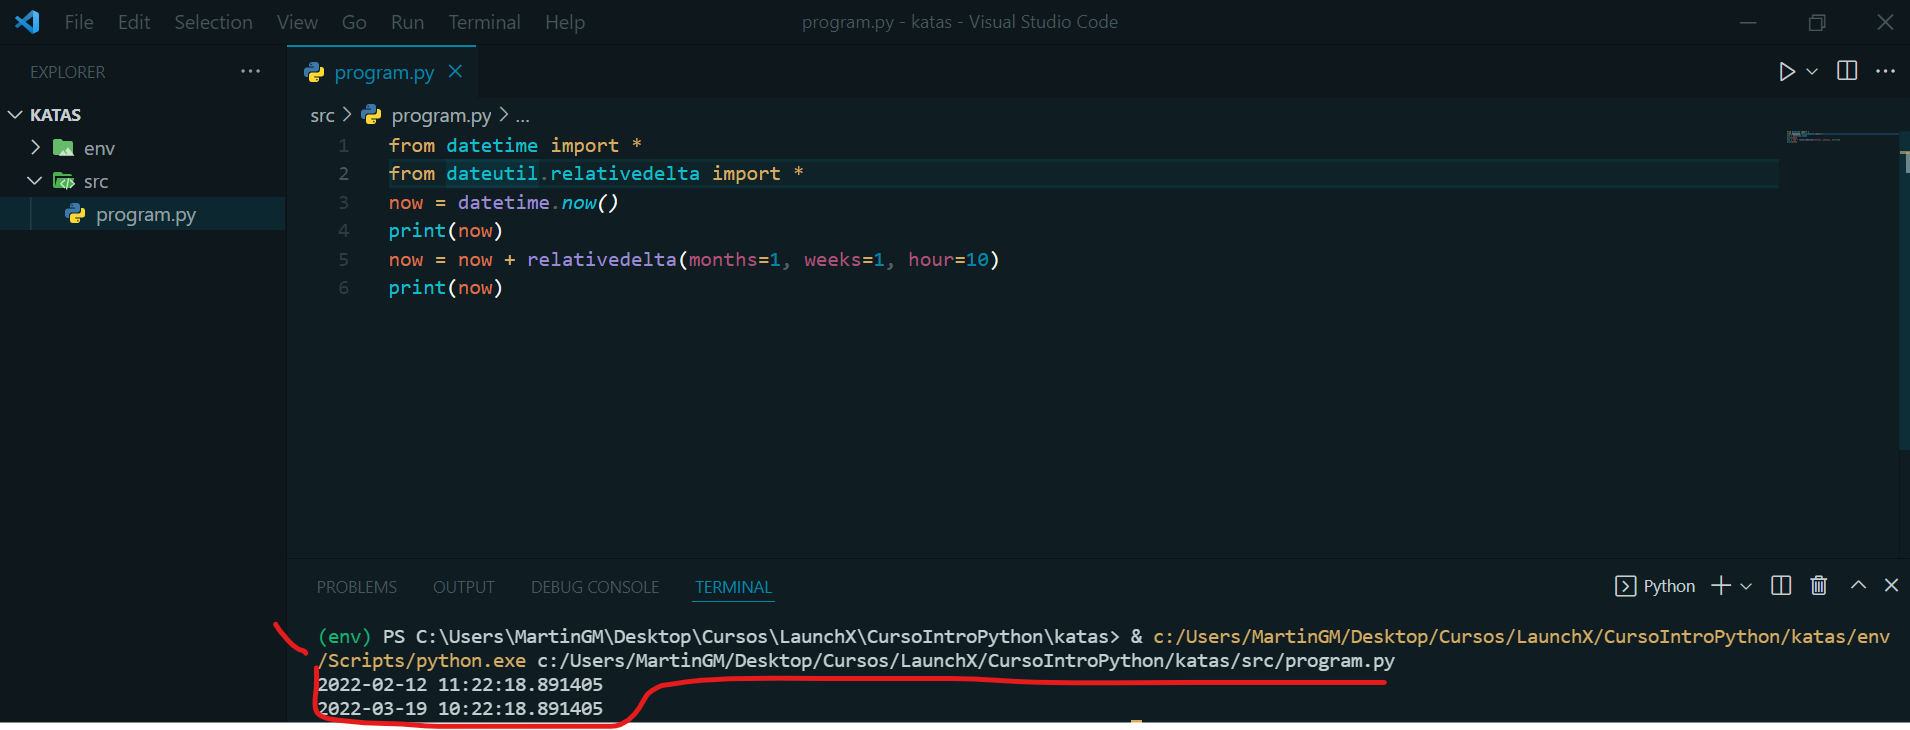 File Edit Selection View Go Run Terminal Help program.py - katas - Visual Studio Code
EXPLORER
program.py
KATAS
env
src
program.py
src > program.py > ...
1 from datetime import *
2 from dateutil.relativedelta import *
3 now = datetime.now()
4 print(now)
5 now = now + relativedelta(months=1, weeks=1, hour=10)
6 print(now)
PROBLEMS OUTPUT DEBUG CONSOLE TERMINAL
Python
(env) PS C:\Users\MartinGM\Desktop\Cursos\LaunchX\CursoIntroPython\katas> & c:/Users/MartinGM/Desktop/Cursos/LaunchX/CursoIntroPython/katas/env
/Scripts/python.exe c:/Users/MartinGM/Desktop/Cursos/LaunchX/CursoIntroPython/katas/src/program.py
2022-02-12 11:22:18.891405
2022-03-19 10:22:18.891405